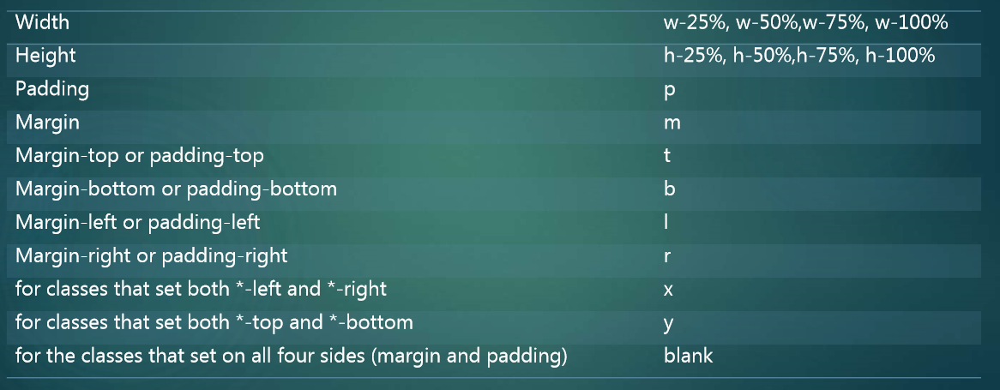 Width w-25%, w-50%,w-75%, w-100%
Height h-25%, h-50%,h-75%, h-100%
Padding p
Margin m
Margin-top or padding-top t
Margin-bottom or padding-bottom b
Margin-left or padding-left l
Margin-right or padding-right r
for classes that set both *-left and *-right x
for classes that set both *-top and *-bottom y
for the classes that set on all four sides (margin and padding) blank